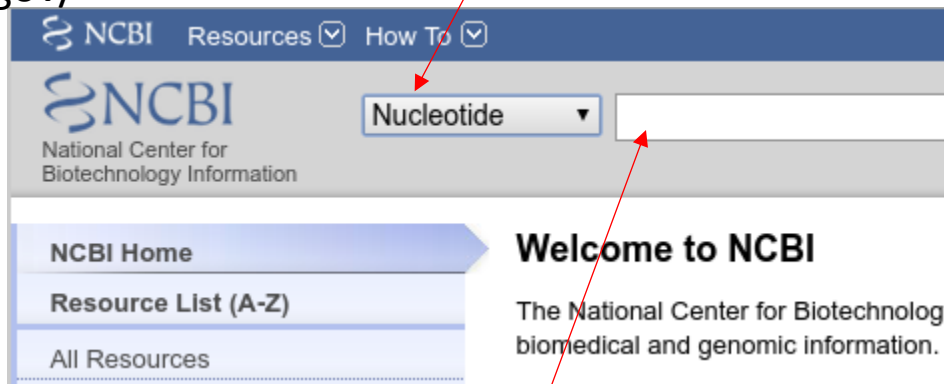 NCBI Resources How To
NCBI
National Center for
Biotechnology Information
Nucleotide
NCBI Home
Resource List (A-Z)
All Resources
Welcome to NCBI
The National Center for
biomedical and genomic information.